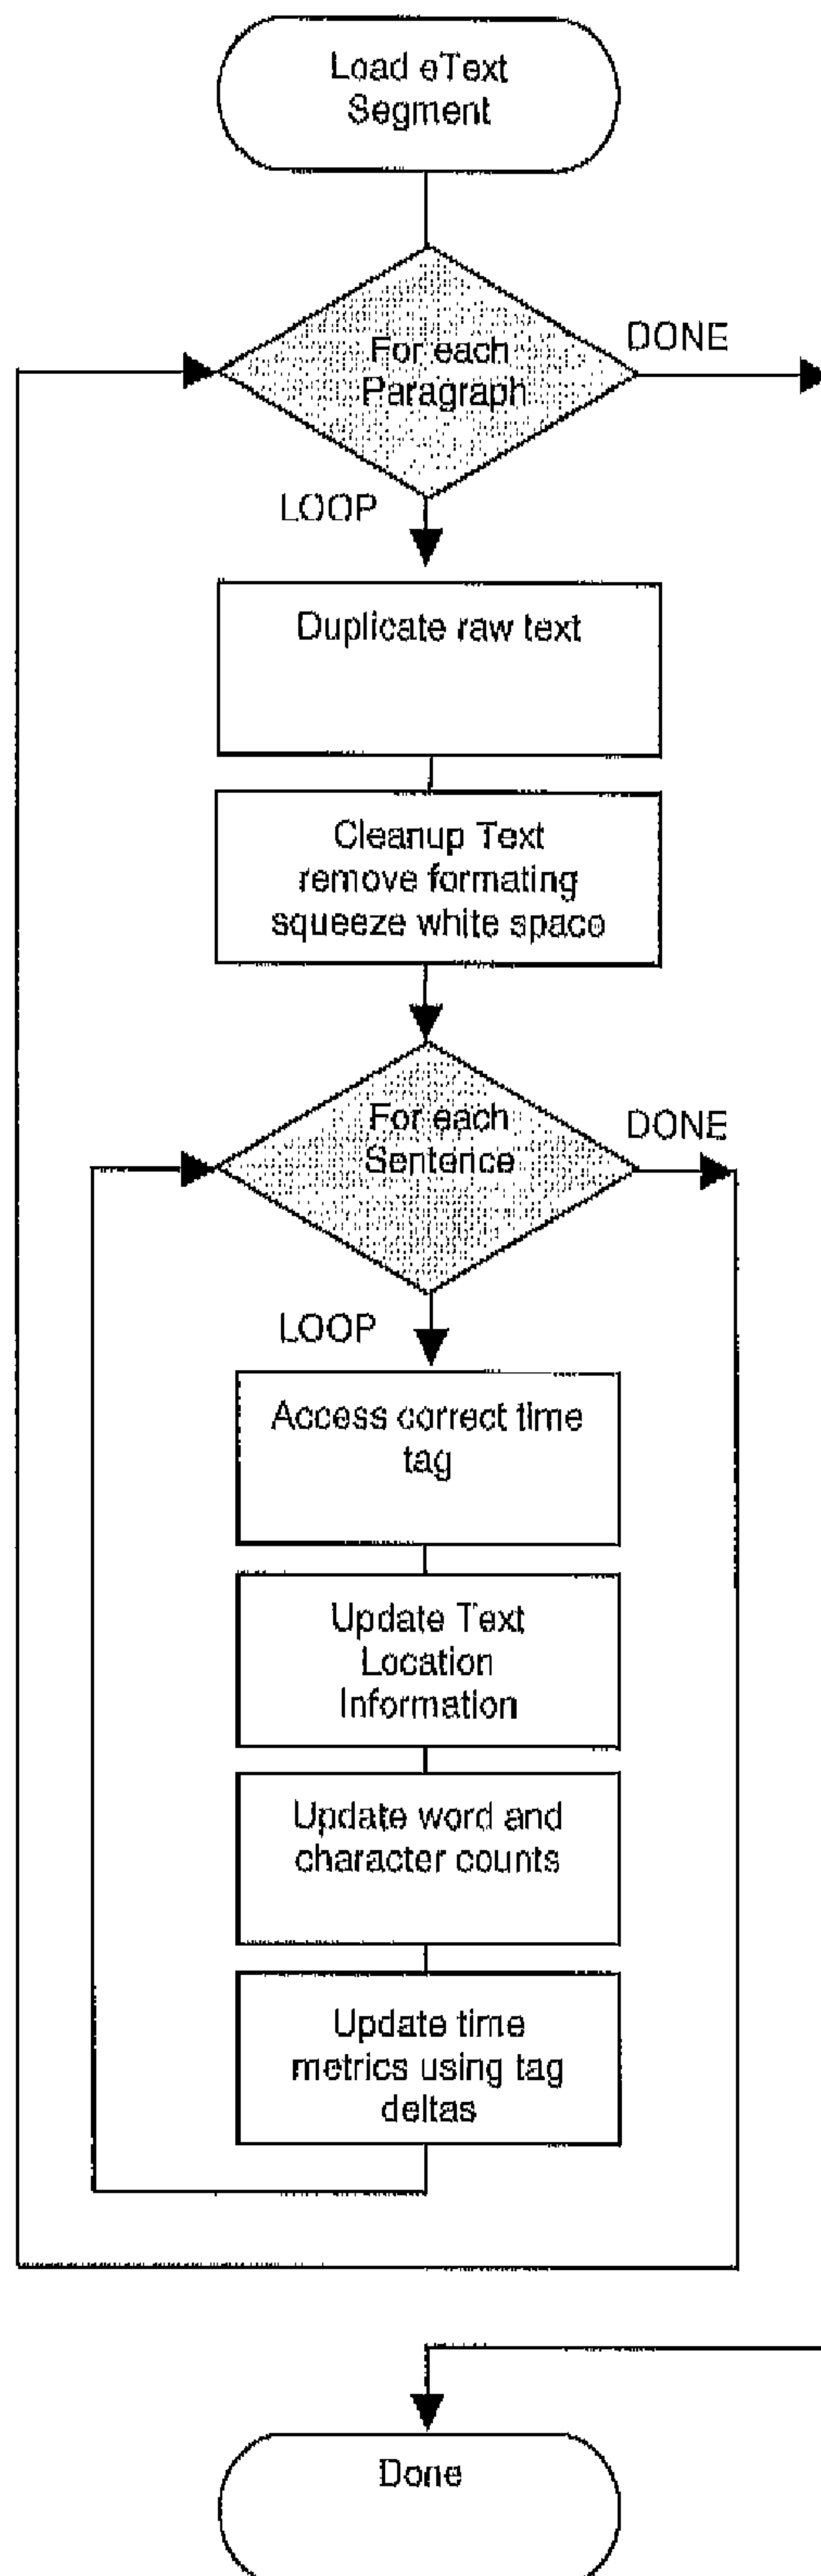 Load eText
Segment
For each
Paragraph
DONE
LOOP
Duplicate raw text
Cleanup Text
remove formating
squeeze white space
For each
Sentence
DONE
LOOP
Access correct time
tag
Update Text
Location
Information
Update word and
character counts
Update time
metrics using tag
deltas
Done